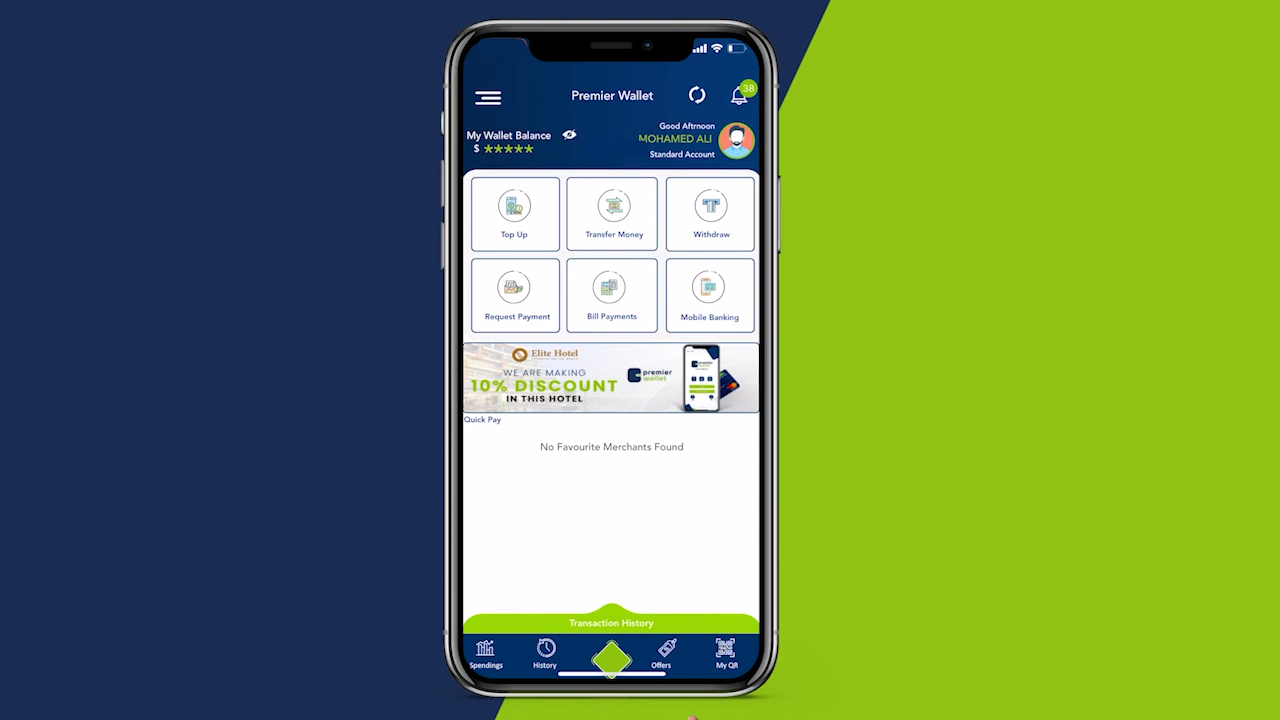 Premier Wallet
38
My Wallet Balance
$ *****
Good Aftrnoon
MOHAMED ALI
Standard Account
Top Up
Transfer Money
Withdraw
Request Payment
Bill Payments
Mobile Banking
Elite Hotel
WE ARE MAKING
10% DISCOUNT
IN THIS HOTEL
premier
wallet
Quick Pay
No Favourite Merchants Found
Transaction History
Spendings
History
Offers
My QR